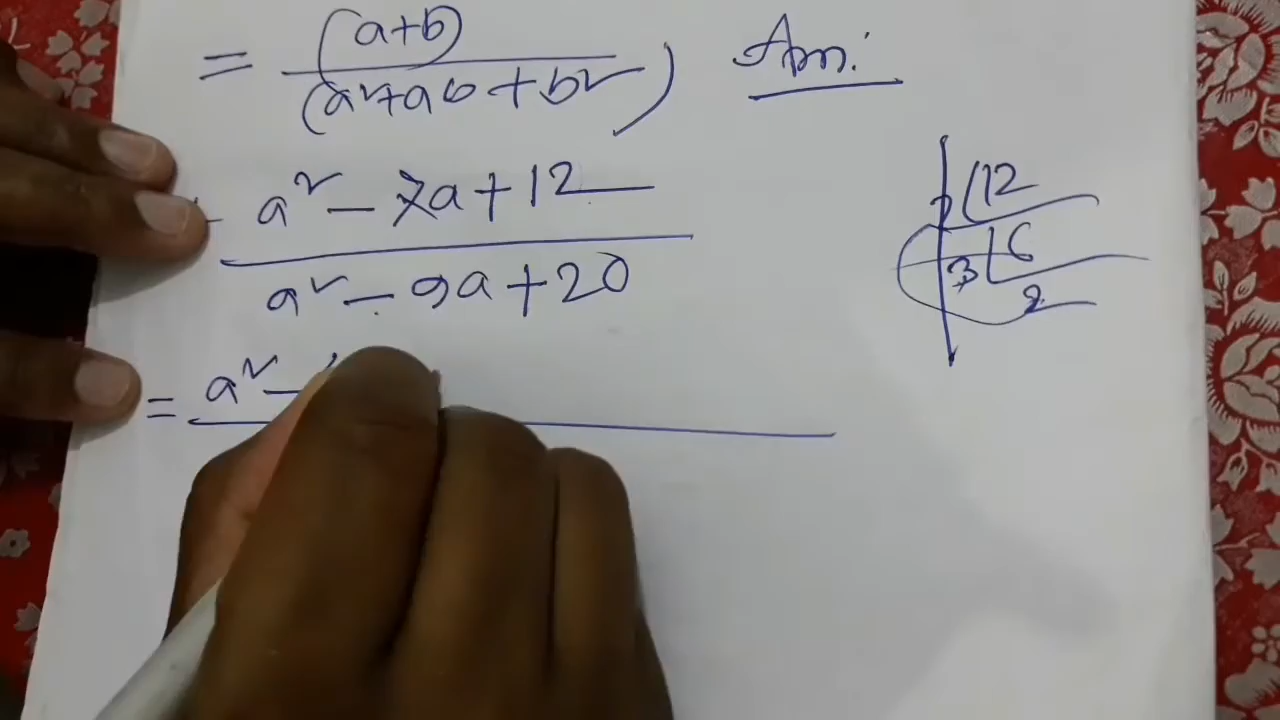 = (a+b)
(a²+ab+b²) Ans:
a² - 7a + 12
a² - 9a + 20
2 12
3 6
2
= a² -